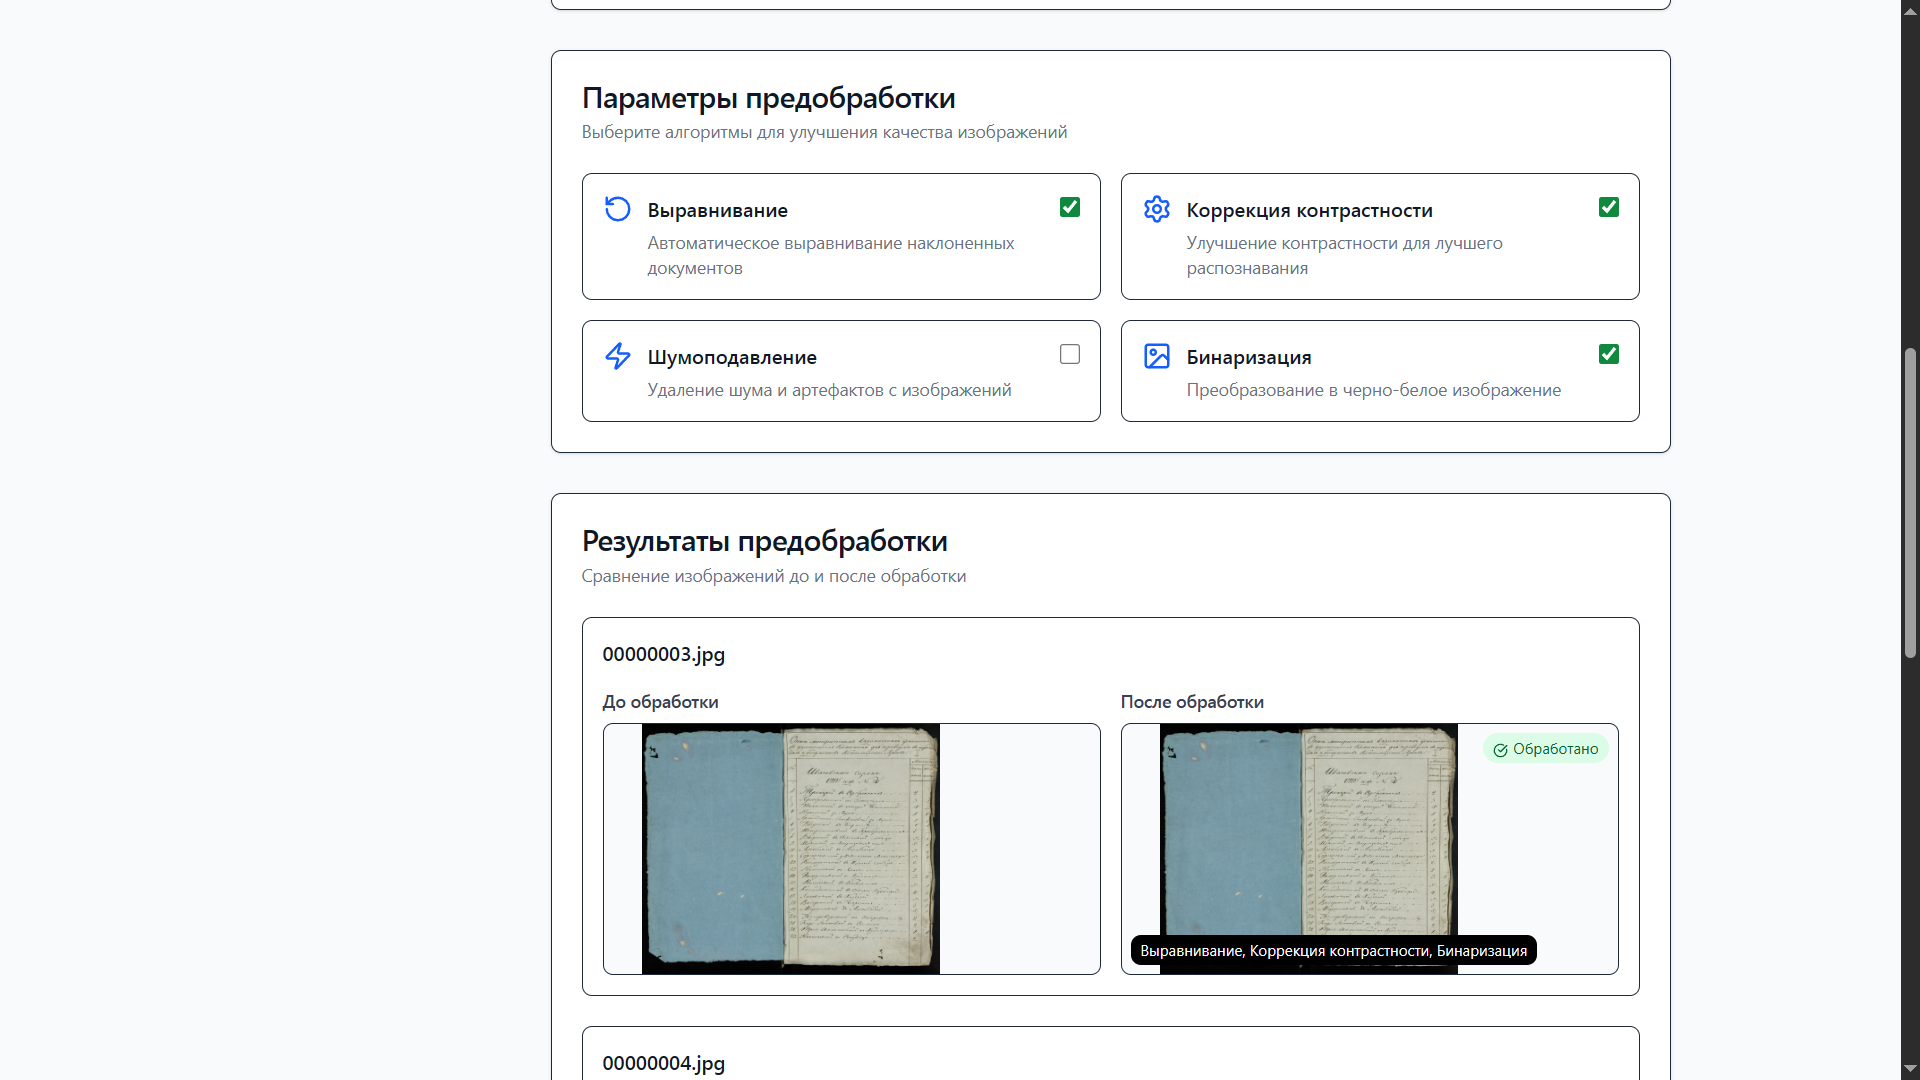 Параметры предобработки
Выберите алгоритмы для улучшения качества изображений
Выравнивание
Автоматическое выравнивание наклоненных
документов
Коррекция контрастности
Улучшение контрастности для лучшего
распознавания
Шумоподавление
Удаление шума и артефактов с изображений
Бинаризация
Преобразование в черно-белое изображение
Результаты предобработки
Сравнение изображений до и после обработки
00000003.jpg
До обработки
После обработки
Обработано
Выравнивание, Коррекция контрастности, Бинаризация
00000004.jpg